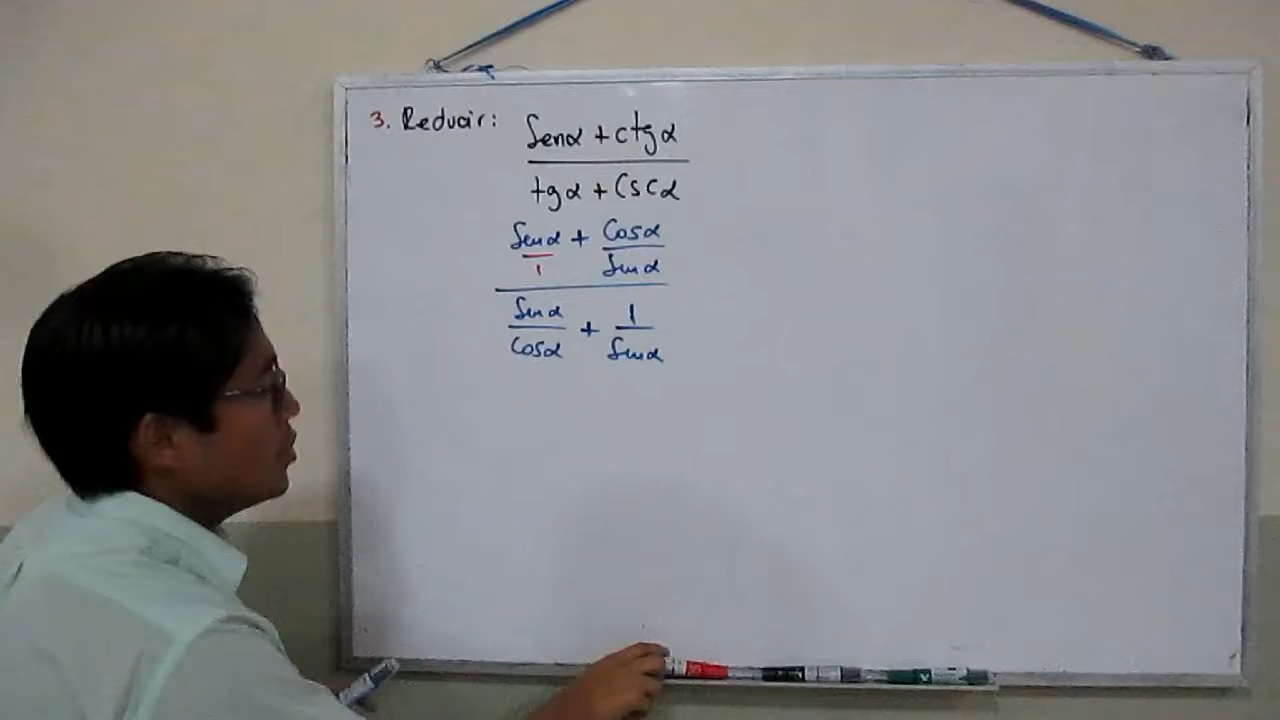 3. Reducir: Senα + ctgα
tgα + Cscα
Senα + Cosα
1 Senα
Senα + 1
Cosα Senα